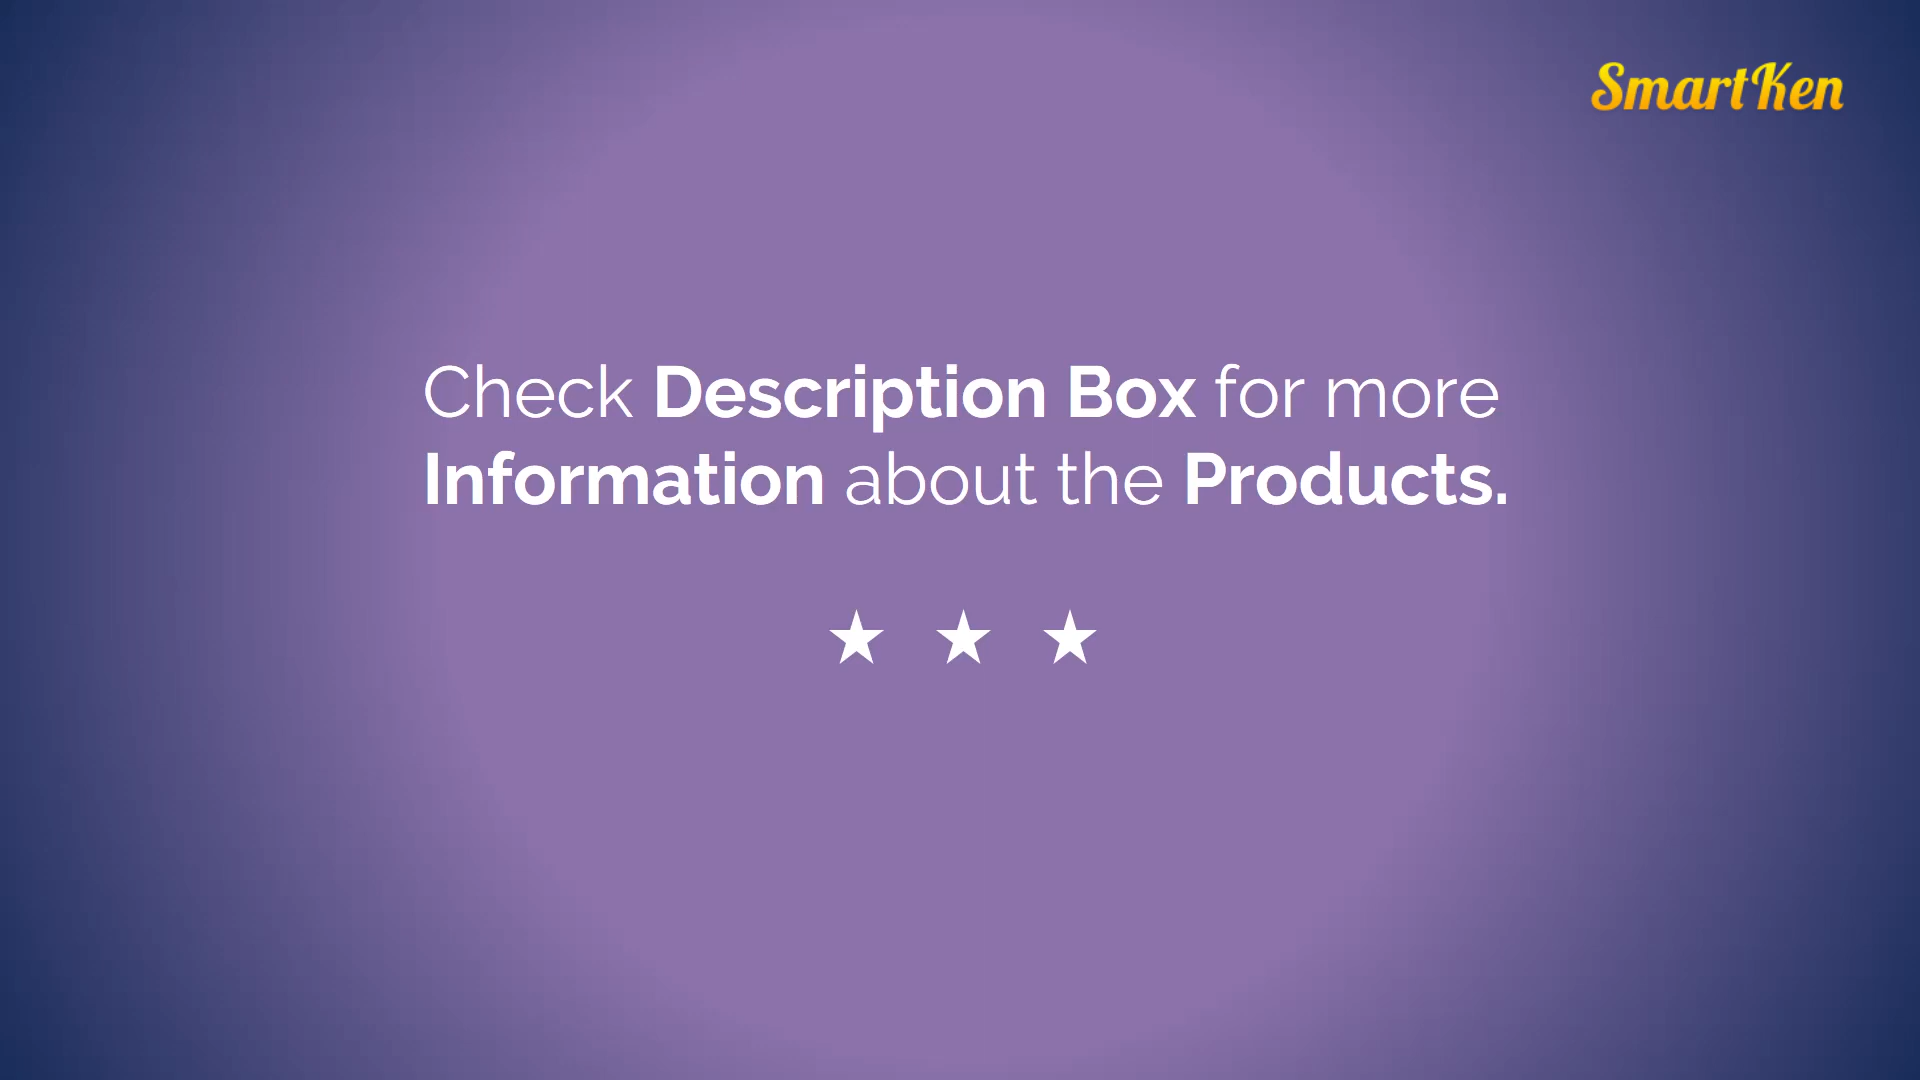 SmartKen
Check Description Box for more
Information about the Products.